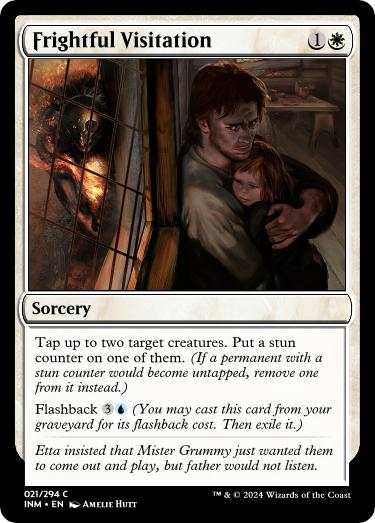 Frightful Visitation 1
Sorcery
Tap up to two target creatures. Put a stun
counter on one of them. (If a permanent with a
stun counter would become untapped, remove
one from it instead.)
Flashback 3 (You may cast this card from your
graveyard for its flashback cost. Then exile it.)
Etta insisted that Mister Grummy just wanted them
to come out and play, but father would not listen.
021/294 C
INM • EN Amelie Hutt
™ & © 2024 Wizards of the Coast